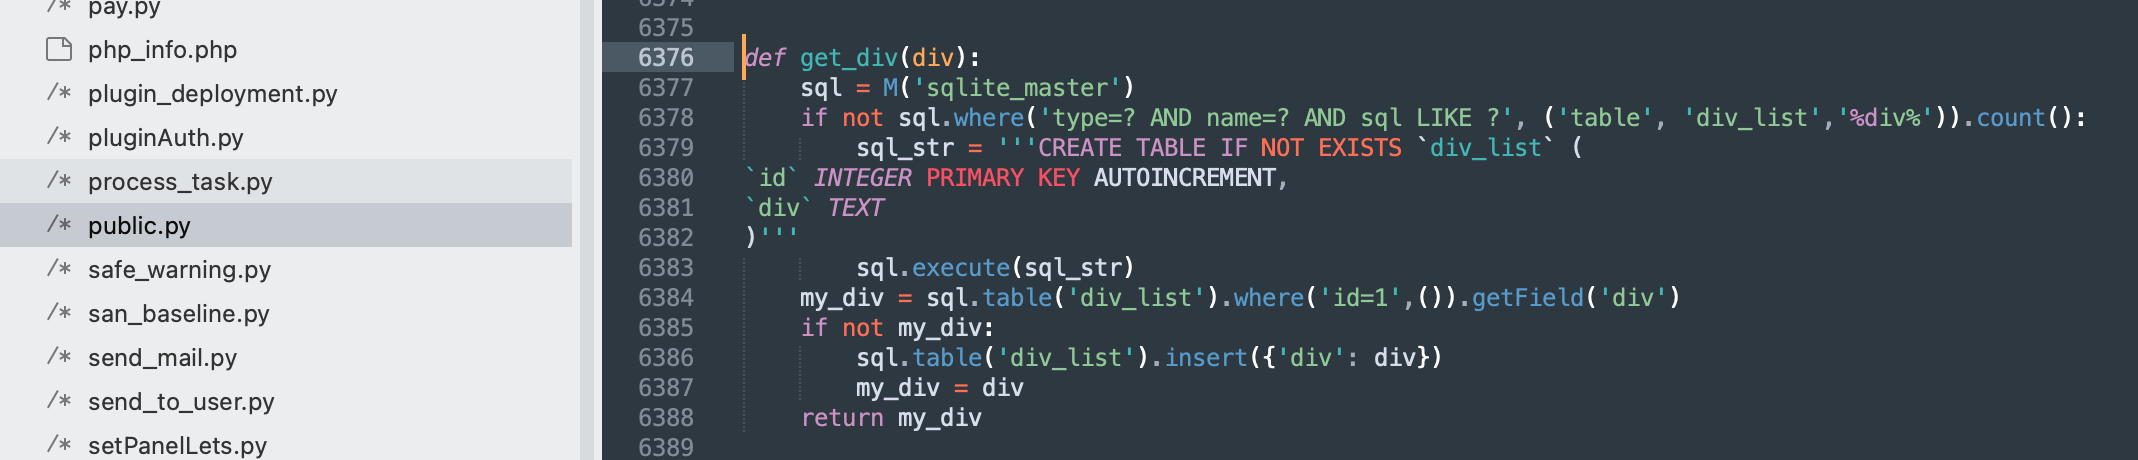 pay.py
php_info.php
plugin_deployment.py
pluginAuth.py
process_task.py
public.py
safe_warning.py
san_baseline.py
send_mail.py
send_to_user.py
setPanelLets.py
6374
6375
6376 def get_div(div):
6377     sql = M('sqlite_master')
6378     if not sql.where('type=? AND name=? AND sql LIKE ?', ('table', 'div_list','%div%')).count():
6379         sql_str = '''CREATE TABLE IF NOT EXISTS `div_list` (
6380 `id` INTEGER PRIMARY KEY AUTOINCREMENT,
6381 `div` TEXT
6382 )'''
6383         sql.execute(sql_str)
6384     my_div = sql.table('div_list').where('id=1',()).getField('div')
6385     if not my_div:
6386         sql.table('div_list').insert({'div': div})
6387         my_div = div
6388     return my_div
6389